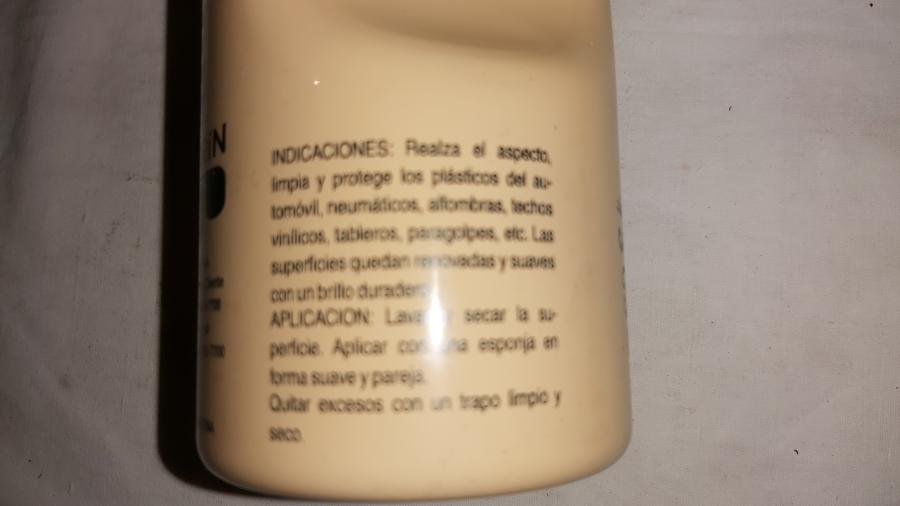 INDICACIONES: Realza el aspecto,
limpia y protege los plásticos del au-
tomóvil, neumáticos, alfombras, techos
vinílicos, tableros, paragolpes, etc. Las
superficies quedan renovadas y suaves
con un brillo duradero.
APLICACION: Lavar y secar la su-
perficie. Aplicar con una esponja en
forma suave y pareja.
Quitar excesos con un trapo limpio y
seco.